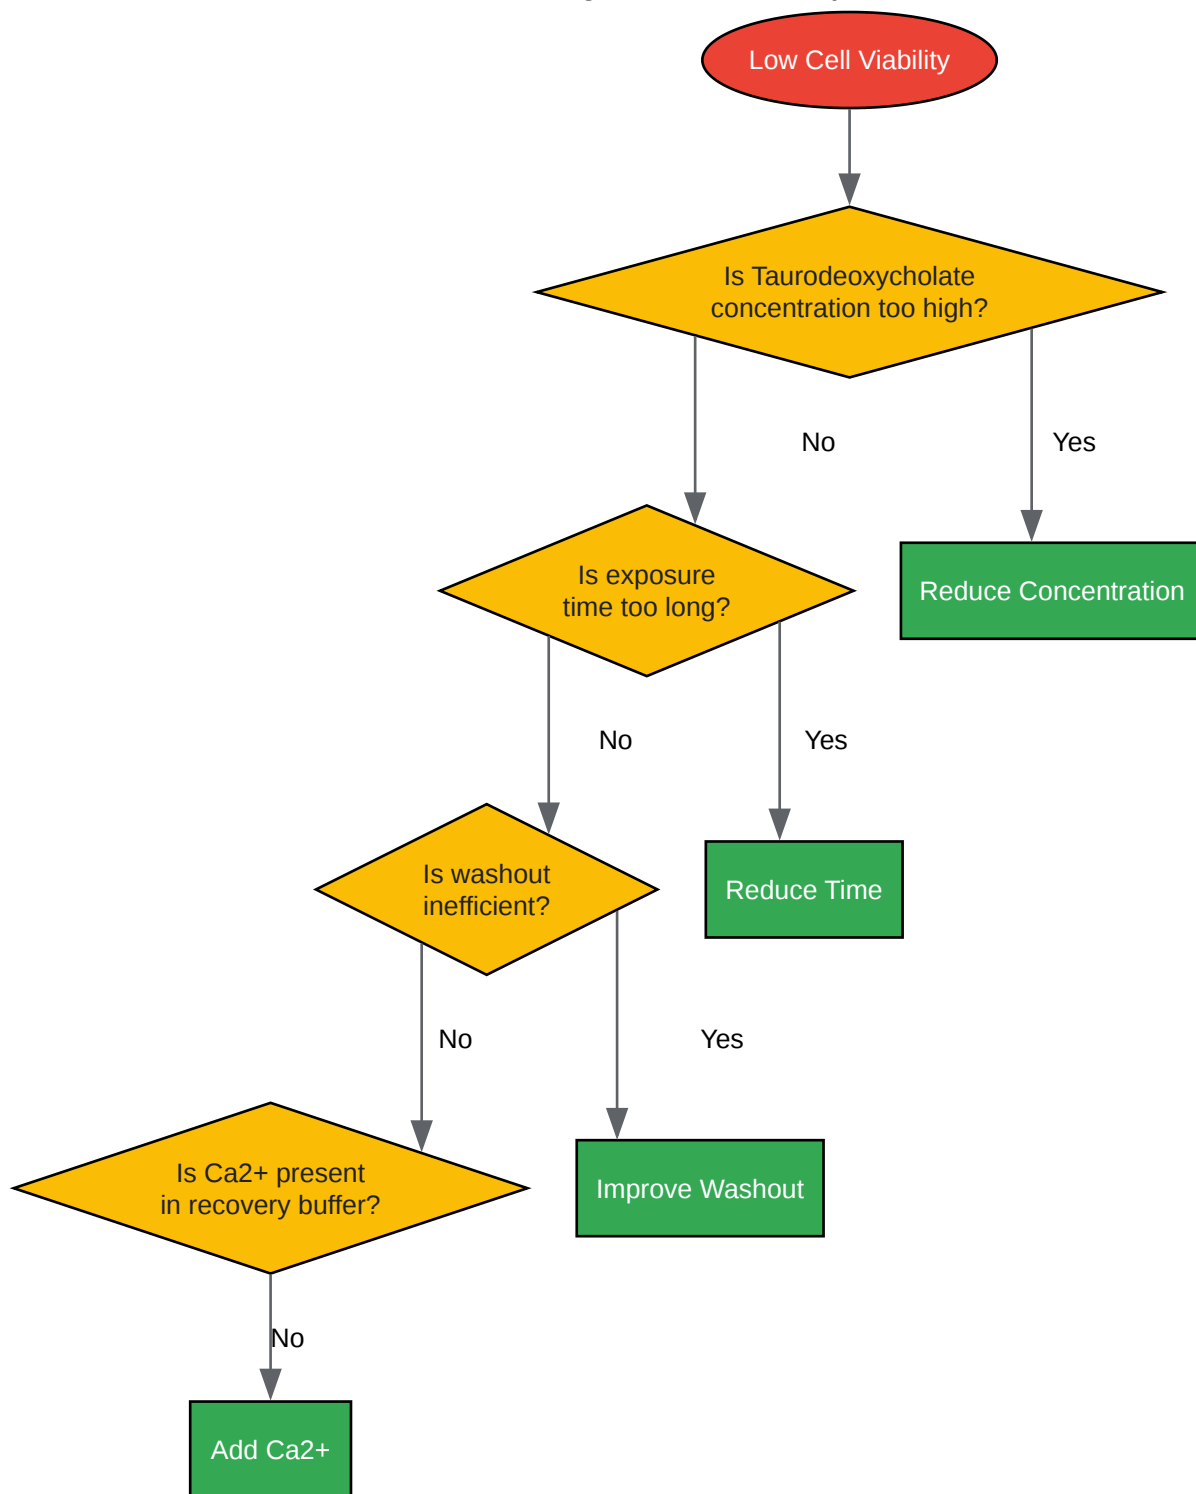 Low Cell Viability
Is Taurodeoxycholate
concentration too high?
No
Yes
Is exposure
time too long?
Reduce Concentration
No
Yes
Is washout
inefficient?
Reduce Time
No
Yes
Is Ca2+ present
in recovery buffer?
Improve Washout
No
Add Ca2+